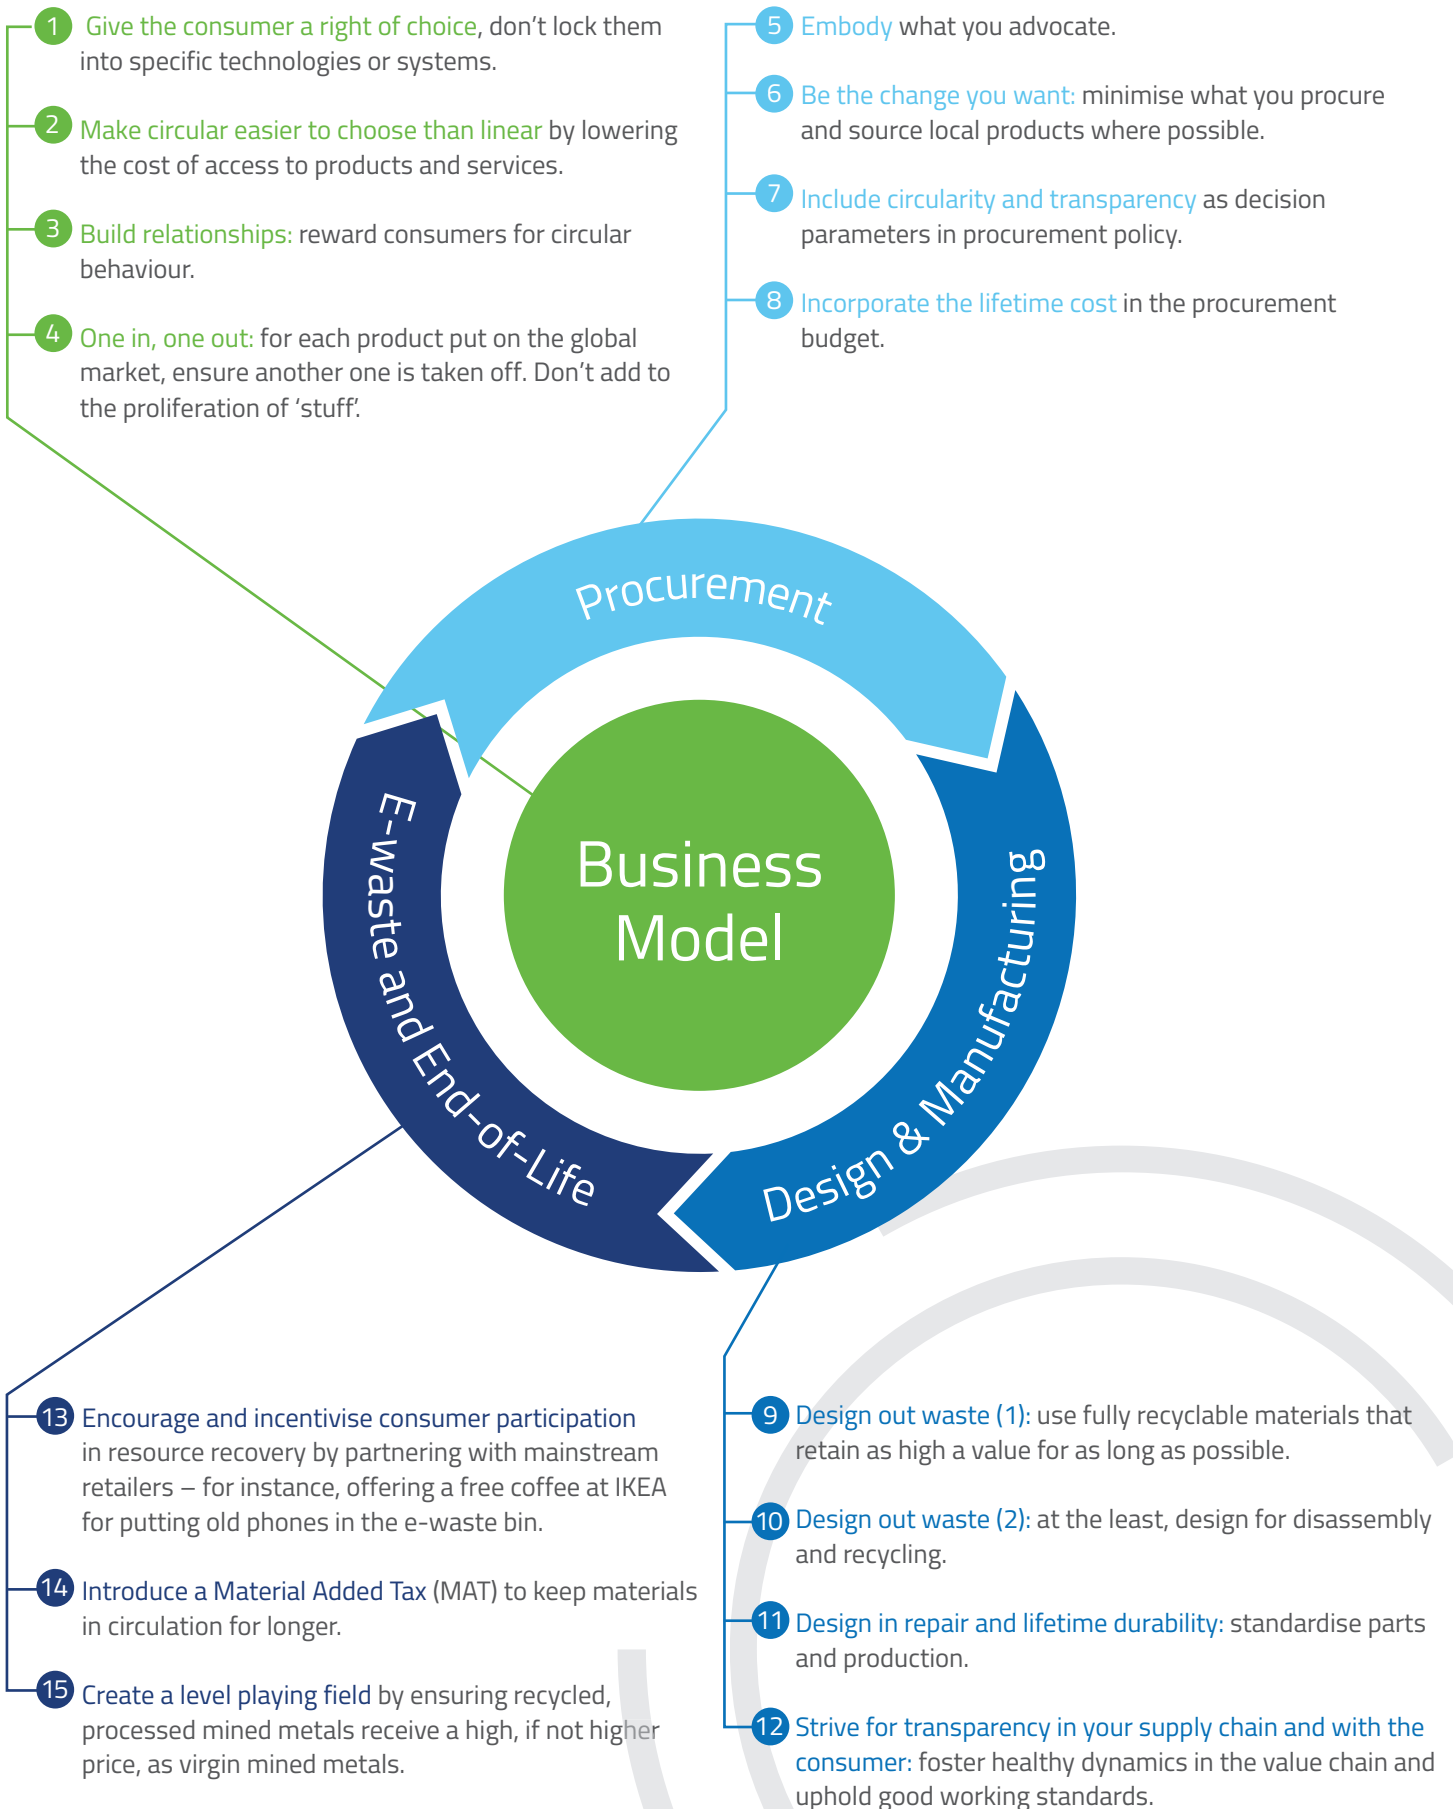 1 Give the consumer a right of choice, don’t lock them
into specific technologies or systems.
2 Make circular easier to choose than linear by lowering
the cost of access to products and services.
3 Build relationships: reward consumers for circular
behaviour.
4 One in, one out: for each product put on the global
market, ensure another one is taken off. Don’t add to
the proliferation of ‘stuff’.
5 Embody what you advocate.
6 Be the change you want: minimise what you procure
and source local products where possible.
7 Include circularity and transparency as decision
parameters in procurement policy.
8 Incorporate the lifetime cost in the procurement
budget.
Procurement
Business
Model
E-waste and End-of-Life
Design & Manufacturing
13 Encourage and incentivise consumer participation
in resource recovery by partnering with mainstream
retailers – for instance, offering a free coffee at IKEA
for putting old phones in the e-waste bin.
14 Introduce a Material Added Tax (MAT) to keep materials
in circulation for longer.
15 Create a level playing field by ensuring recycled,
processed mined metals receive a high, if not higher
price, as virgin mined metals.
9 Design out waste (1): use fully recyclable materials that
retain as high a value for as long as possible.
10 Design out waste (2): at the least, design for disassembly
and recycling.
11 Design in repair and lifetime durability: standardise parts
and production.
12 Strive for transparency in your supply chain and with the
consumer: foster healthy dynamics in the value chain and
uphold good working standards.